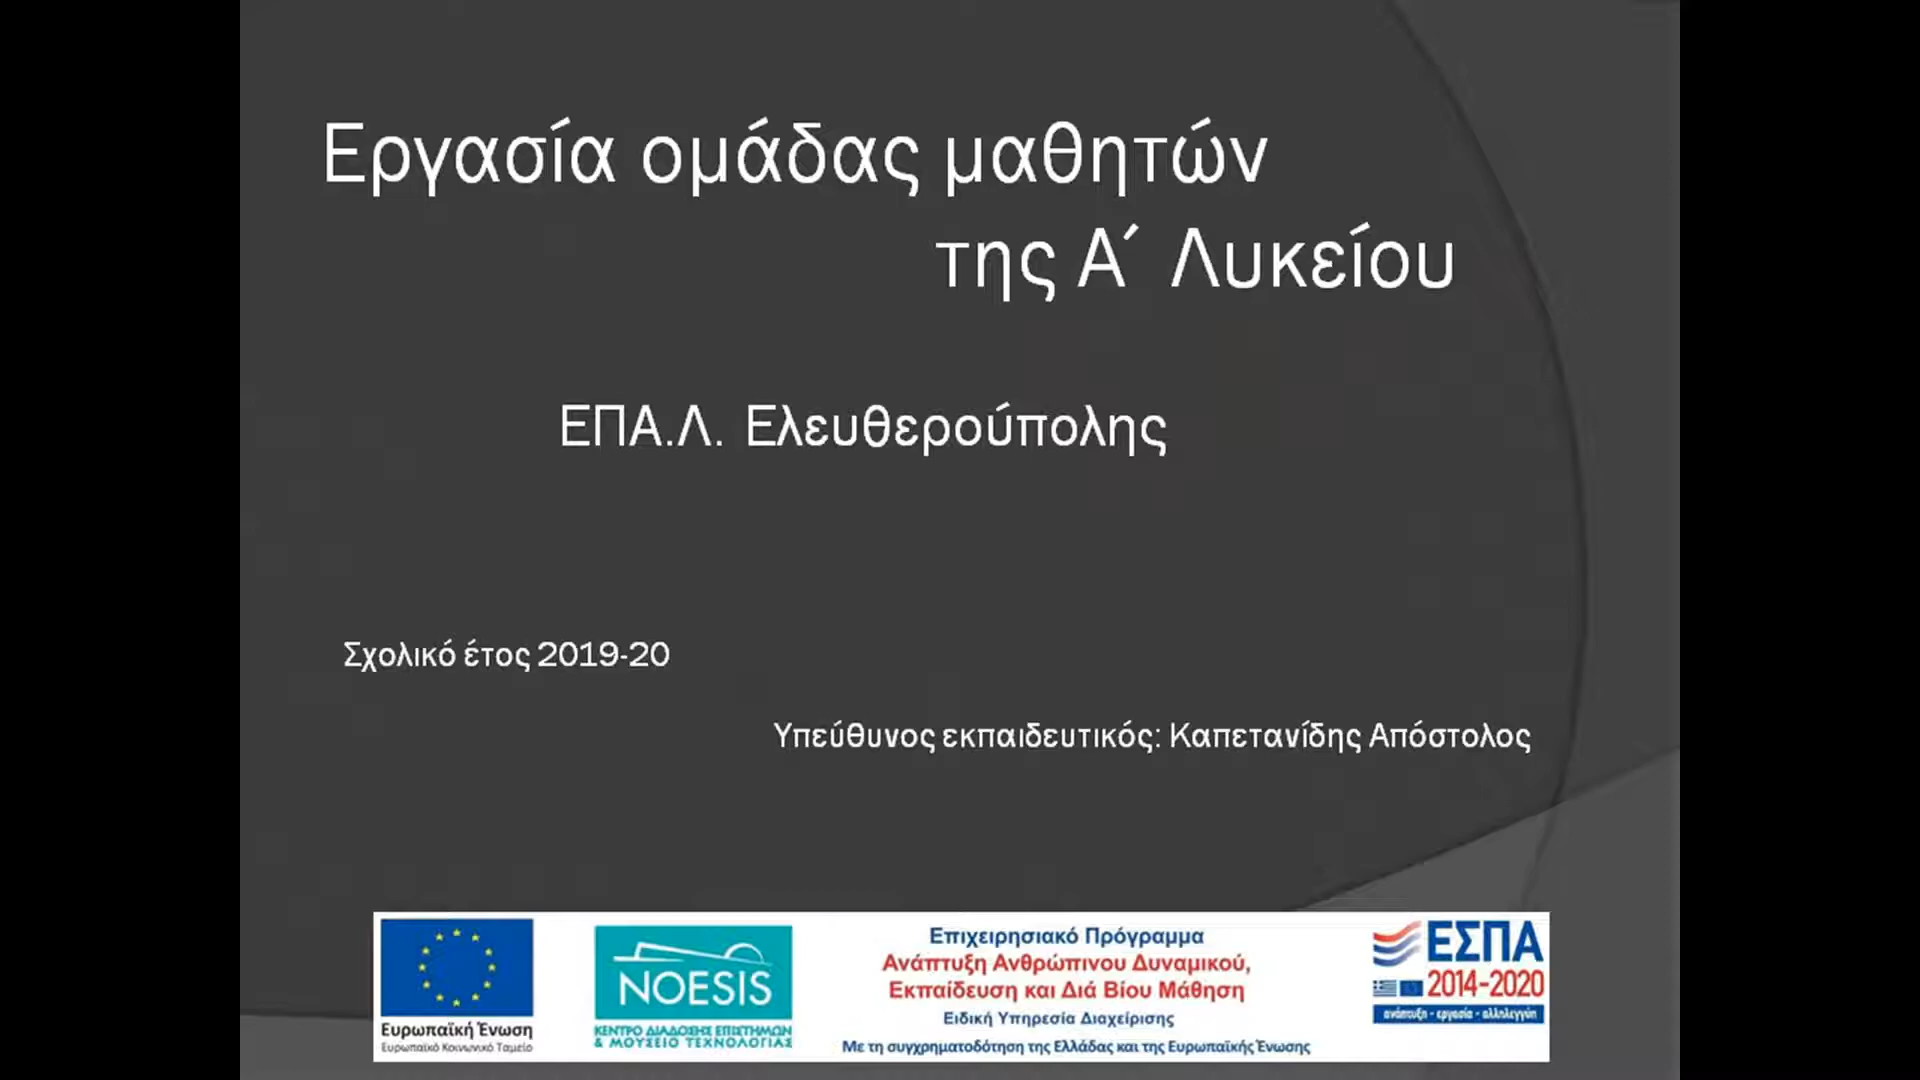 Εργασία ομάδας μαθητών
της Α΄ Λυκείου
ΕΠΑ.Λ. Ελευθερούπολης
Σχολικό έτος 2019-20
Υπεύθυνος εκπαιδευτικός: Καπετανίδης Απόστολος
Ευρωπαϊκή Ένωση
Ευρωπαϊκό Κοινωνικό Ταμείο
NOESIS
ΚΕΝΤΡΟ ΔΙΑΔΟΣΗΣ ΕΠΙΣΤΗΜΩΝ
& ΜΟΥΣΕΙΟ ΤΕΧΝΟΛΟΓΙΑΣ
Επιχειρησιακό Πρόγραμμα
Ανάπτυξη Ανθρώπινου Δυναμικού,
Εκπαίδευση και Διά Βίου Μάθηση
Ειδική Υπηρεσία Διαχείρισης
Με τη συγχρηματοδότηση της Ελλάδας και της Ευρωπαϊκής Ένωσης
ΕΣΠΑ
2014-2020
ανάπτυξη - εργασία - αλληλεγγύη